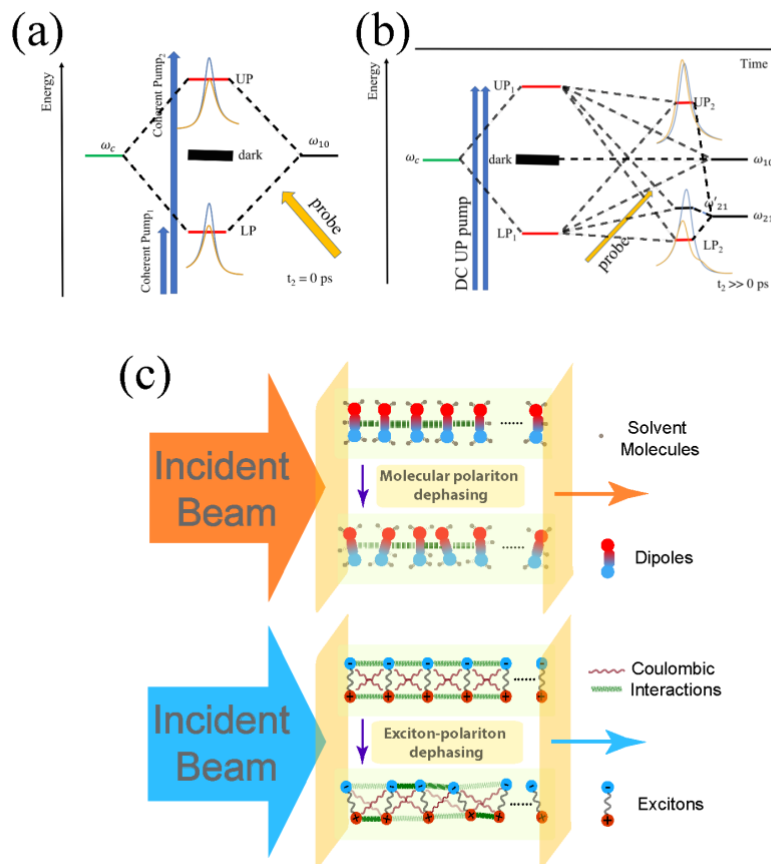 (a)
Energy
Coherent Pump₁
Coherent Pump₂
UP
ω_c
dark
ω₁₀
LP
probe
t₂ = 0 ps
(b)
Time
Energy
DC UP pump
UP₁
UP₂
ω_c
dark
ω₁₀
ω'₂₁
ω₂₁
LP₁
LP₂
probe
t₂ >> 0 ps
(c)
Incident
Beam
Molecular polariton
dephasing
Solvent
Molecules
Dipoles
Incident
Beam
Exciton-polariton
dephasing
Coulombic
Interactions
Excitons